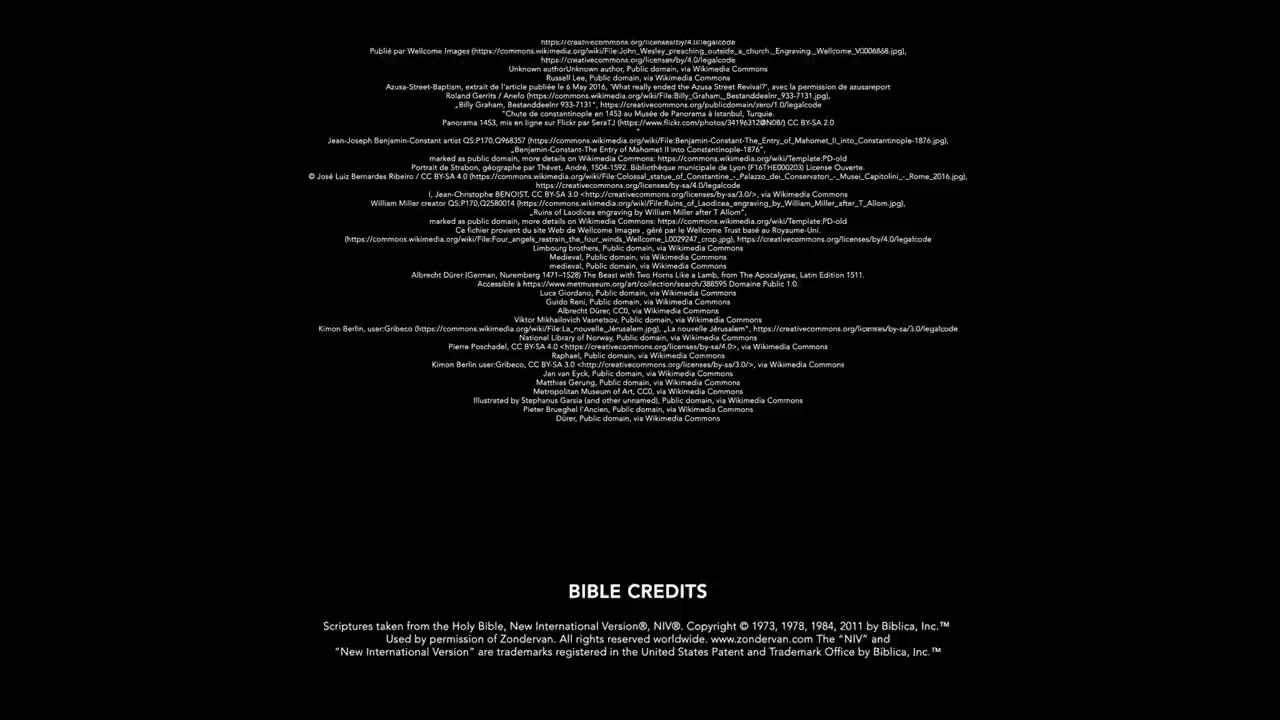 https://creativecommons.org/licenses/by/4.0/legalcode
Publié par Wellcome Images (https://commons.wikimedia.org/wiki/File:John_Wesley_preaching_outside_a_church._Engraving._Wellcome_V0006868.jpg),
https://creativecommons.org/licenses/by/4.0/legalcode
Unknown authorUnknown author, Public domain, via Wikimedia Commons
Russell Lee, Public domain, via Wikimedia Commons
Azusa-Street-Baptism, extrait de l'article publiée le 6 May 2016, 'What really ended the Azusa Street Revival?', avec la permission de azusareport
Roland Gerrits / Anefo (https://commons.wikimedia.org/wiki/File:Billy_Graham,_Bestanddeelnr_933-7131.jpg),
„Billy Graham, Bestanddeelnr 933-7131", https://creativecommons.org/publicdomain/zero/1.0/legalcode
"Chute de constantinople en 1453 au Musée de Panorama à Istanbul, Turquie.
Panorama 1453, mis en ligne sur Flickr par SeraTJ (https://www.flickr.com/photos/34196312@N08/) CC BY-SA 2.0
"
Jean-Joseph Benjamin-Constant artist QS:P170,Q968357 (https://commons.wikimedia.org/wiki/File:Benjamin-Constant-The_Entry_of_Mahomet_II_into_Constantinople-1876.jpg),
„Benjamin-Constant-The Entry of Mahomet II into Constantinople-1876",
marked as public domain, more details on Wikimedia Commons: https://commons.wikimedia.org/wiki/Template:PD-old
Portrait de Strabon, géographe par Thévet, André, 1504-1592. Bibliothèque municipale de Lyon (F16THE000203) License Ouverte.
© José Luiz Bernardes Ribeiro / CC BY-SA 4.0 (https://commons.wikimedia.org/wiki/File:Colossal_statue_of_Constantine_-_Palazzo_dei_Conservatori_-_Musei_Capitolini_-_Rome_2016.jpg),
https://creativecommons.org/licenses/by-sa/4.0/legalcode
I, Jean-Christophe BENOIST, CC BY-SA 3.0 <http://creativecommons.org/licenses/by-sa/3.0/>, via Wikimedia Commons
William Miller creator QS:P170,Q2580014 (https://commons.wikimedia.org/wiki/File:Ruins_of_Laodicea_engraving_by_William_Miller_after_T_Allom.jpg),
„Ruins of Laodicea engraving by William Miller after T Allom",
marked as public domain, more details on Wikimedia Commons: https://commons.wikimedia.org/wiki/Template:PD-old
Ce fichier provient du site Web de Wellcome Images , géré par le Wellcome Trust basé au Royaume-Uni.
(https://commons.wikimedia.org/wiki/File:Four_angels_restrain_the_four_winds_Wellcome_L0029247_crop.jpg), https://creativecommons.org/licenses/by/4.0/legalcode
Limbourg brothers, Public domain, via Wikimedia Commons
Medieval, Public domain, via Wikimedia Commons
medieval, Public domain, via Wikimedia Commons
Albrecht Dürer (German, Nuremberg 1471–1528) The Beast with Two Horns Like a Lamb, from The Apocalypse, Latin Edition 1511.
Accessible à https://www.metmuseum.org/art/collection/search/388595 Domaine Public 1.0.
Luca Giordano, Public domain, via Wikimedia Commons
Guido Reni, Public domain, via Wikimedia Commons
Albrecht Dürer, CC0, via Wikimedia Commons
Viktor Mikhailovich Vasnetsov, Public domain, via Wikimedia Commons
Kimon Berlin, user:Gribeco (https://commons.wikimedia.org/wiki/File:La_nouvelle_Jérusalem.jpg), „La nouvelle Jérusalem", https://creativecommons.org/licenses/by-sa/3.0/legalcode
National Library of Norway, Public domain, via Wikimedia Commons
Pierre Poschadel, CC BY-SA 4.0 <https://creativecommons.org/licenses/by-sa/4.0>, via Wikimedia Commons
Raphael, Public domain, via Wikimedia Commons
Kimon Berlin user:Gribeco, CC BY-SA 3.0 <http://creativecommons.org/licenses/by-sa/3.0/>, via Wikimedia Commons
Jan van Eyck, Public domain, via Wikimedia Commons
Matthias Gerung, Public domain, via Wikimedia Commons
Metropolitan Museum of Art, CC0, via Wikimedia Commons
Illustrated by Stephanus Garsia (and other unnamed), Public domain, via Wikimedia Commons
Pieter Brueghel l'Ancien, Public domain, via Wikimedia Commons
Dürer, Public domain, via Wikimedia Commons
BIBLE CREDITS
Scriptures taken from the Holy Bible, New International Version®, NIV®. Copyright © 1973, 1978, 1984, 2011 by Biblica, Inc.™
Used by permission of Zondervan. All rights reserved worldwide. www.zondervan.com The “NIV” and
“New International Version” are trademarks registered in the United States Patent and Trademark Office by Biblica, Inc.™